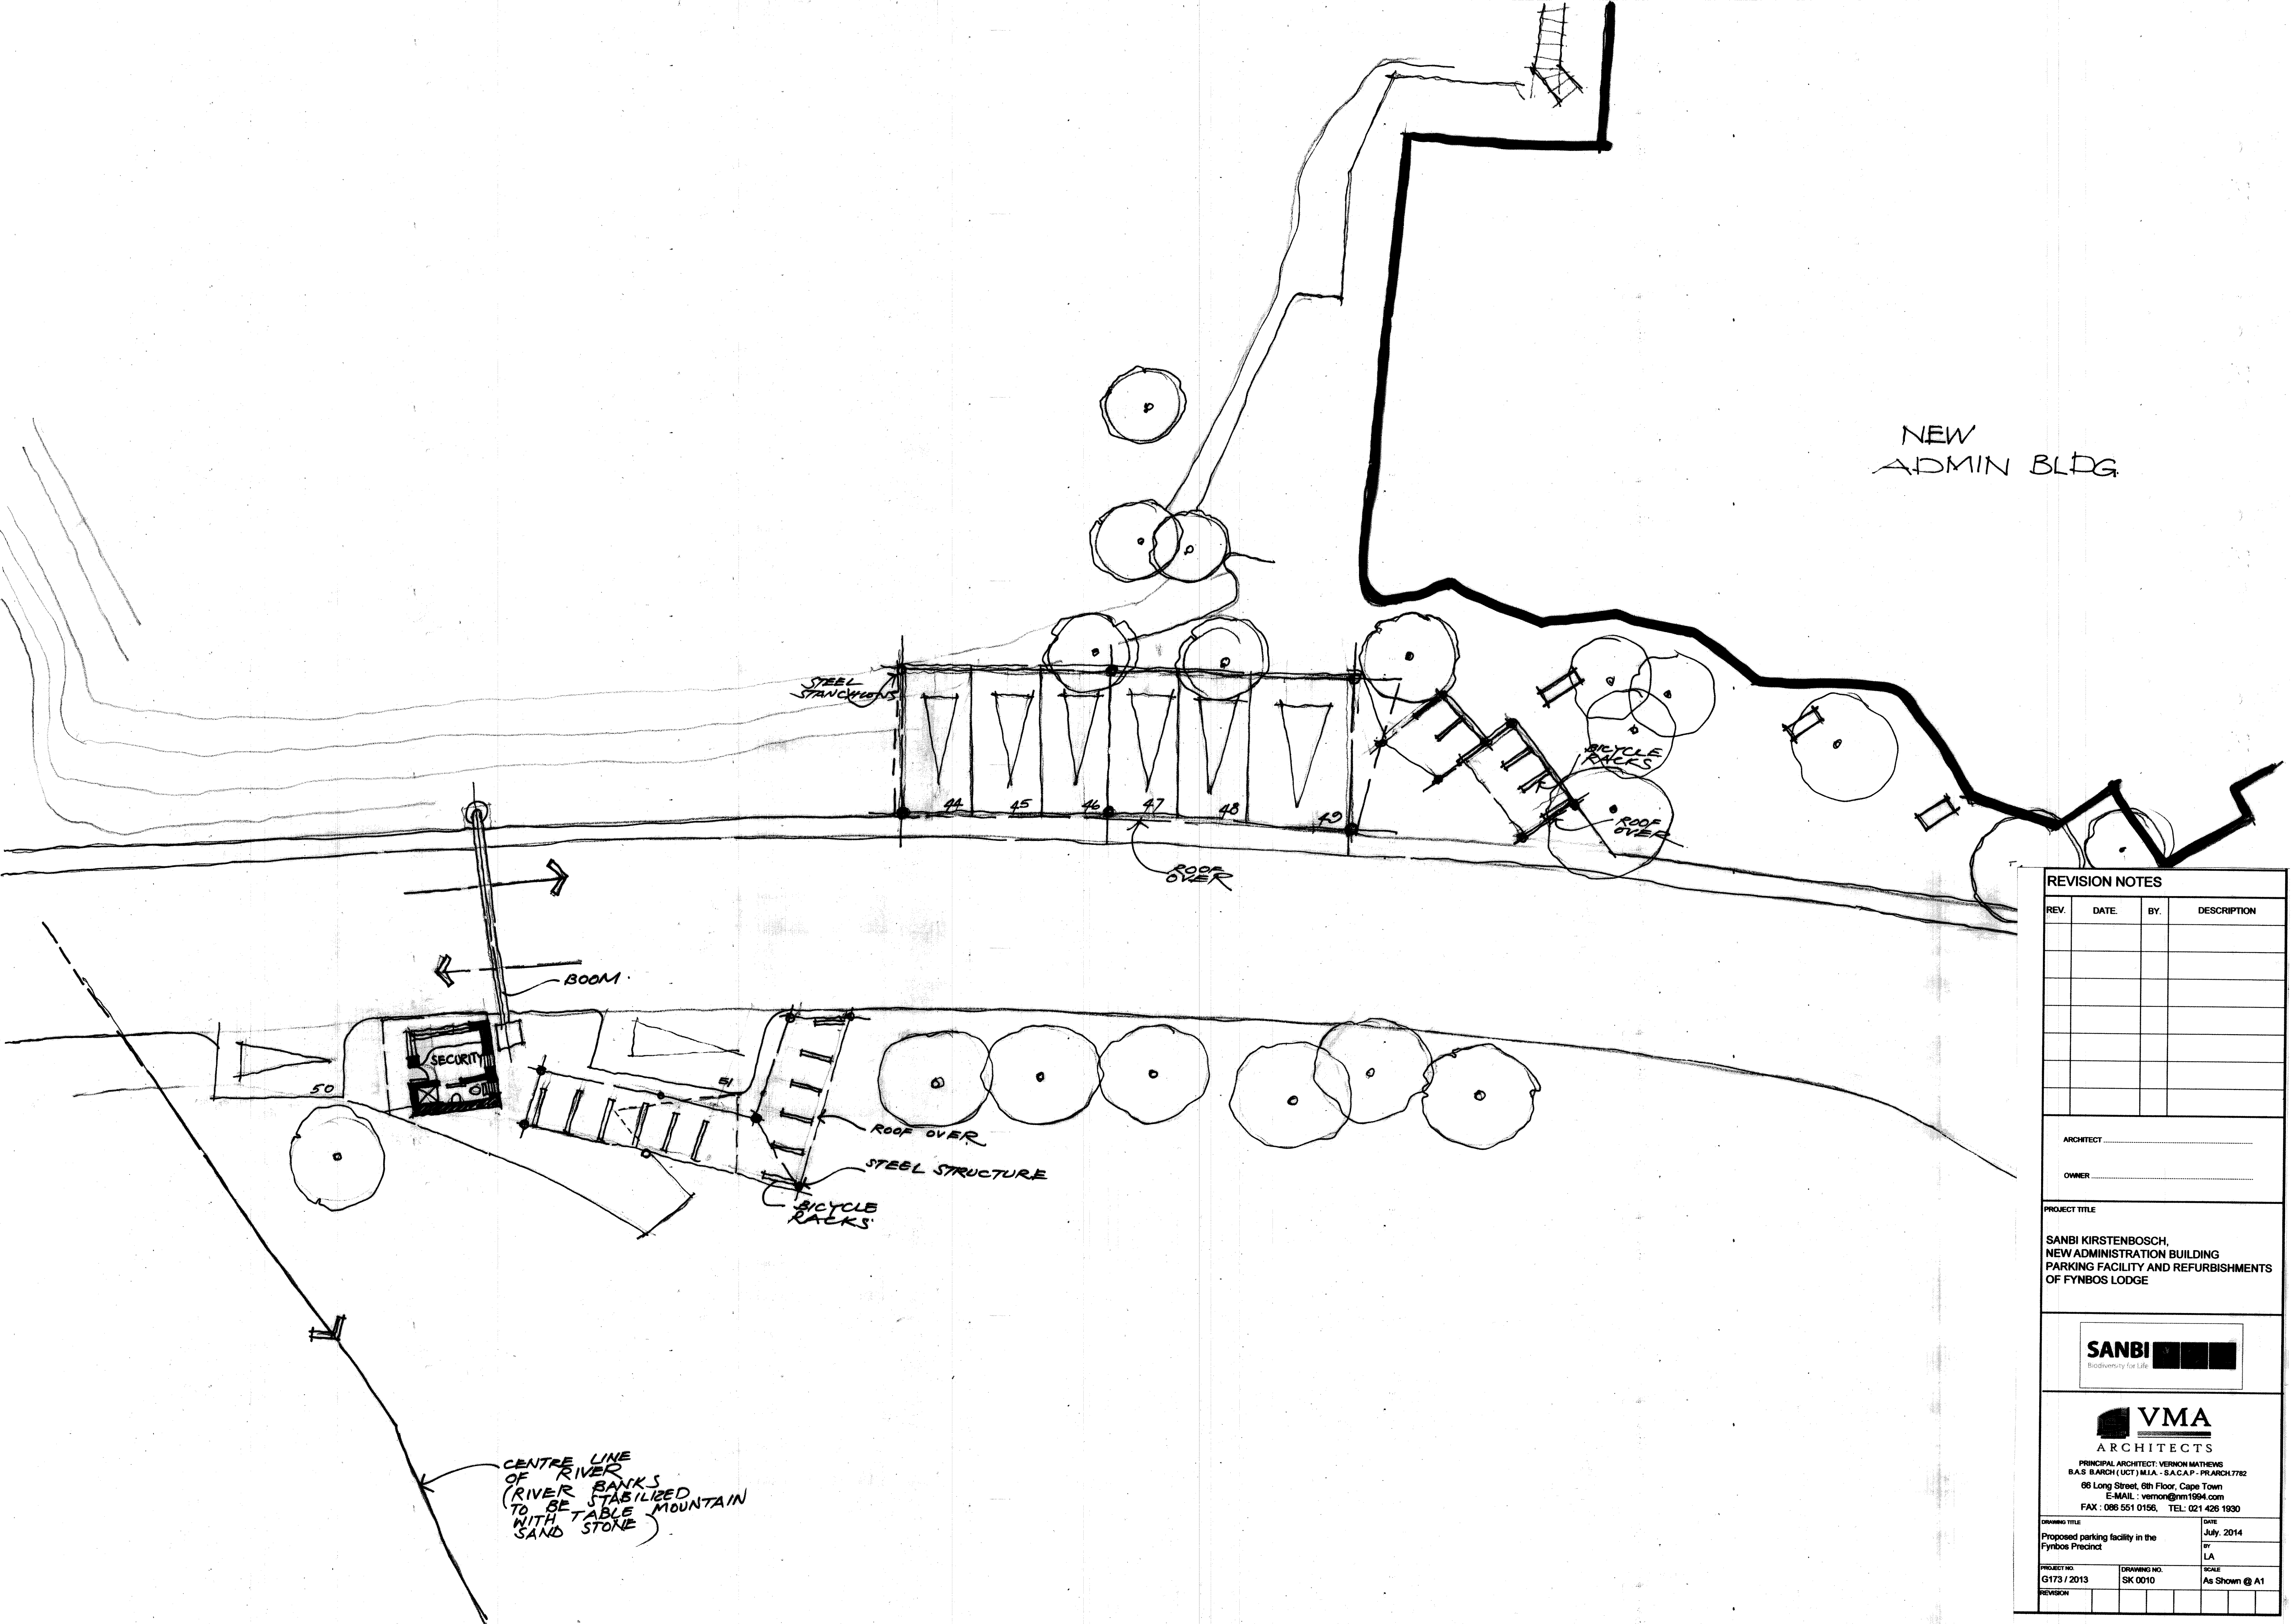 NEW
ADMIN BLDG.
STEEL
STANCHIONS
44
45
46
47
48
49
BICYCLE
RACKS
ROOF
OVER
ROOF
OVER
BOOM.
SECURITY
50
51
ROOF OVER
STEEL STRUCTURE
BICYCLE
RACKS
CENTRE LINE
OF RIVER
(RIVER BANKS
TO BE STABILIZED
WITH TABLE MOUNTAIN
SAND STONE)
REVISION NOTES
REV. DATE. BY. DESCRIPTION
ARCHITECT
OWNER
PROJECT TITLE
SANBI KIRSTENBOSCH,
NEW ADMINISTRATION BUILDING
PARKING FACILITY AND REFURBISHMENTS
OF FYNBOS LODGE
SANBI
Biodiversity for Life
VMA
ARCHITECTS
PRINCIPAL ARCHITECT: VERNON MATHEWS
B.A.S B.ARCH ( UCT ) M.I.A. - S.A.C.A.P - PR.ARCH.7782
66 Long Street, 6th Floor, Cape Town
E-MAIL : vernon@nm1994.com
FAX : 086 551 0156, TEL: 021 426 1930
DRAWING TITLE
Proposed parking facility in the
Fynbos Precinct
DATE
July. 2014
BY
LA
PROJECT NO.
G173 / 2013
DRAWING NO.
SK 0010
SCALE
As Shown @ A1
REVISION